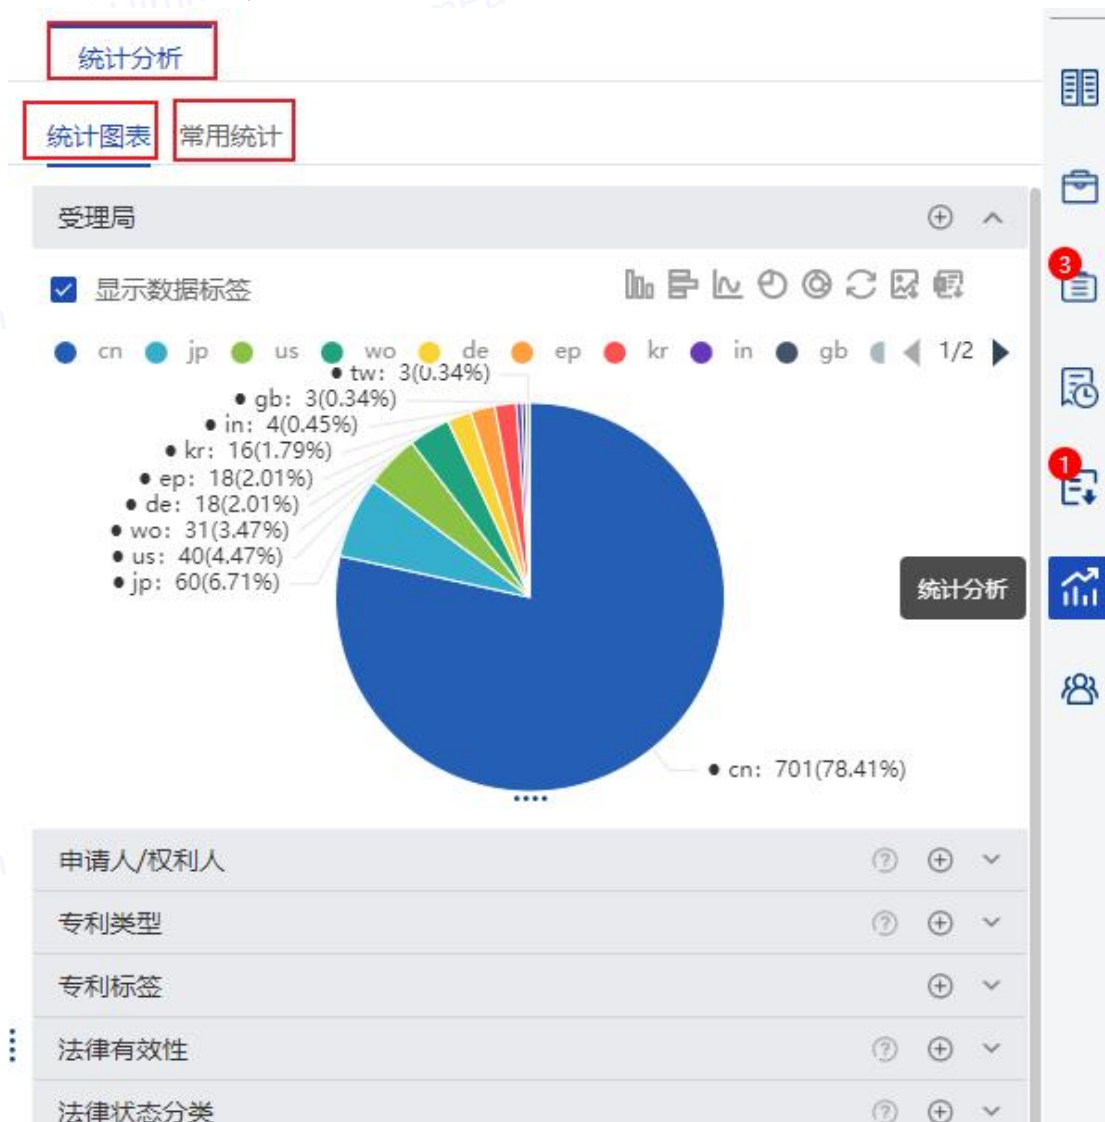 统计分析
统计图表 常用统计
受理局
显示数据标签
cn jp us wo de ep kr in gb 1/2
tw: 3(0.34%)
gb: 3(0.34%)
in: 4(0.45%)
kr: 16(1.79%)
ep: 18(2.01%)
de: 18(2.01%)
wo: 31(3.47%)
us: 40(4.47%)
jp: 60(6.71%)
cn: 701(78.41%)
申请人/权利人
专利类型
专利标签
法律有效性
法律状态分类
3
1
统计分析